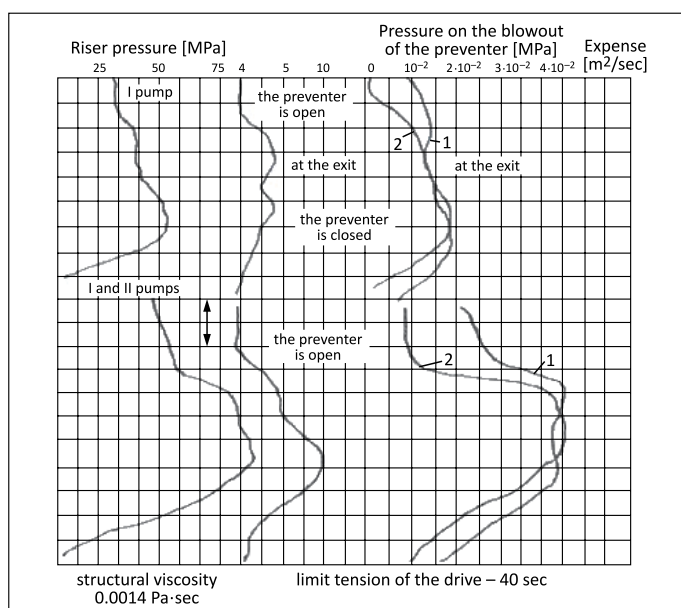 Pressure on the blowout
of the preventer [MPa]
Riser pressure [MPa]
Expense
[m²/sec]
25 50 75 4 5 10 0 10⁻² 2·10⁻² 3·10⁻² 4·10⁻²
I pump
the preventer
is open
2 1
at the exit
at the exit
the preventer
is closed
I and II pumps
the preventer
is open
2 1
structural viscosity
0.0014 Pa·sec
limit tension of the drive – 40 sec